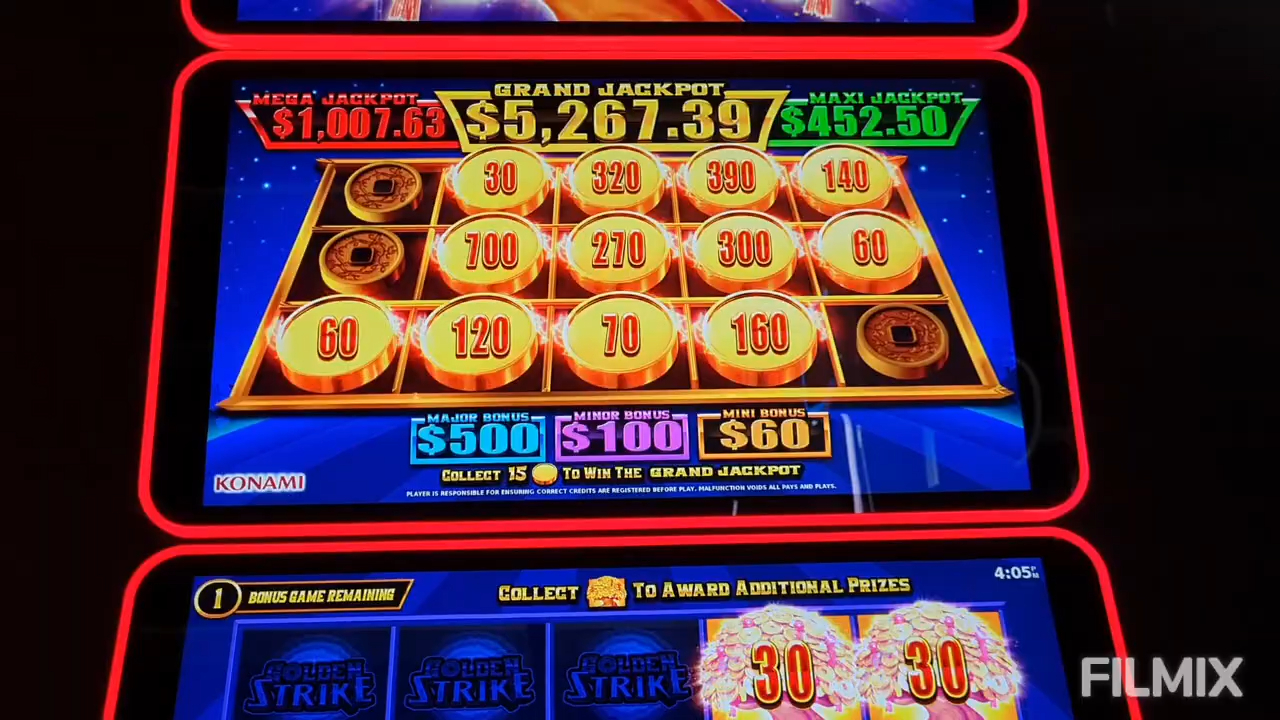 GRAND JACKPOT
MEGA JACKPOT
MAXI JACKPOT
$1,007.63
$5,267.39
$452.50
30 320 390 140
700 270 300 60
60 120 70 160
MAJOR BONUS
MINOR BONUS
MINI BONUS
$500
$100
$60
COLLECT 15 TO WIN THE GRAND JACKPOT
KONAMI
PLAYER IS RESPONSIBLE FOR ENSURING CORRECT CREDITS ARE REGISTERED BEFORE PLAY. MALFUNCTION VOIDS ALL PAYS AND PLAYS.
4:05PM
1 BONUS GAME REMAINING
COLLECT TO AWARD ADDITIONAL PRIZES
GOLDEN STRIKE
GOLDEN STRIKE
GOLDEN STRIKE
30 30
FILMIX